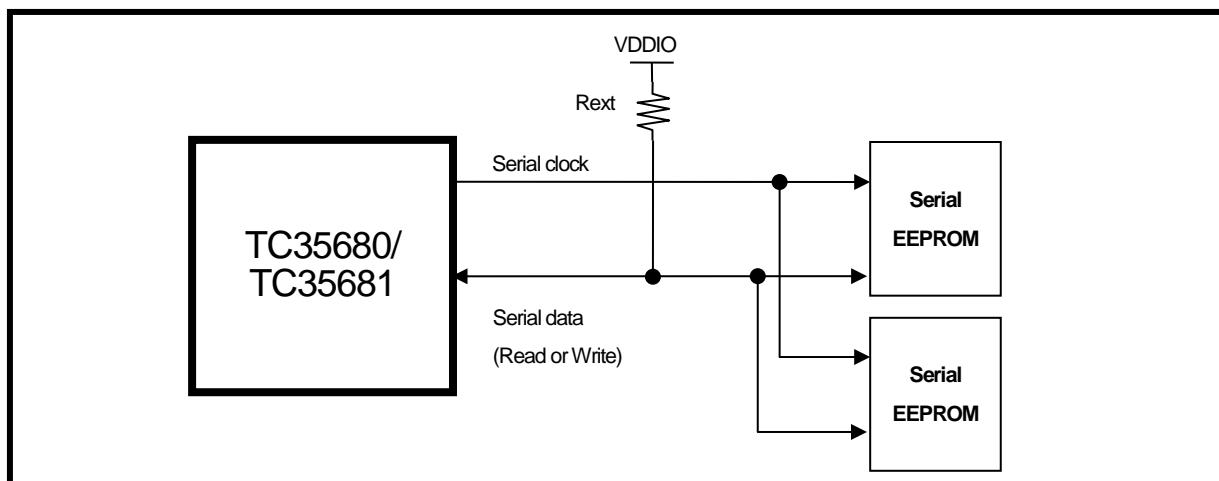 VDDIO
Rext
Serial clock
Serial
EEPROM
TC35680/
TC35681
Serial data
(Read or Write)
Serial
EEPROM